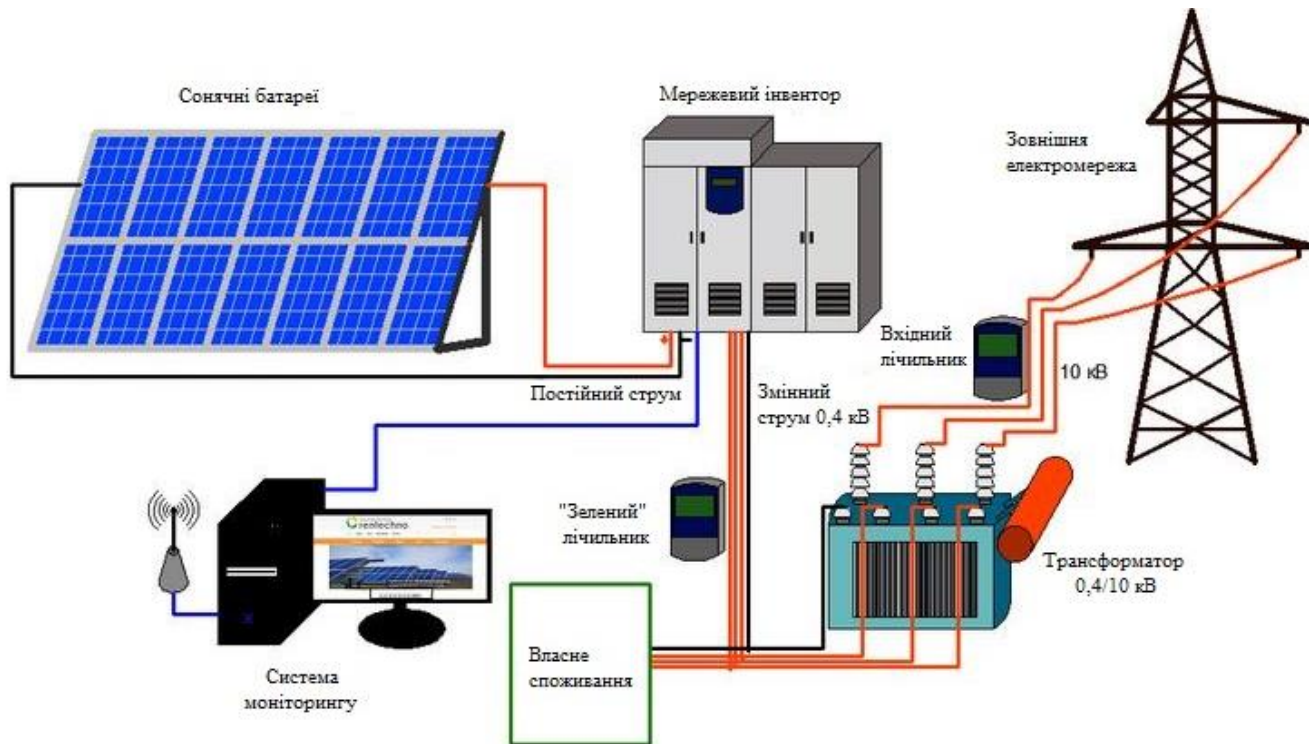 Сонячні батареї
Мережевий інвентор
Зовнішня
електромережа
Вхідний
лічильник
10 кВ
Постійний струм
Змінний
струм 0,4 кВ
"Зелений"
лічильник
Трансформатор
0,4/10 кВ
rentechno
Власне
споживання
Система
моніторингу